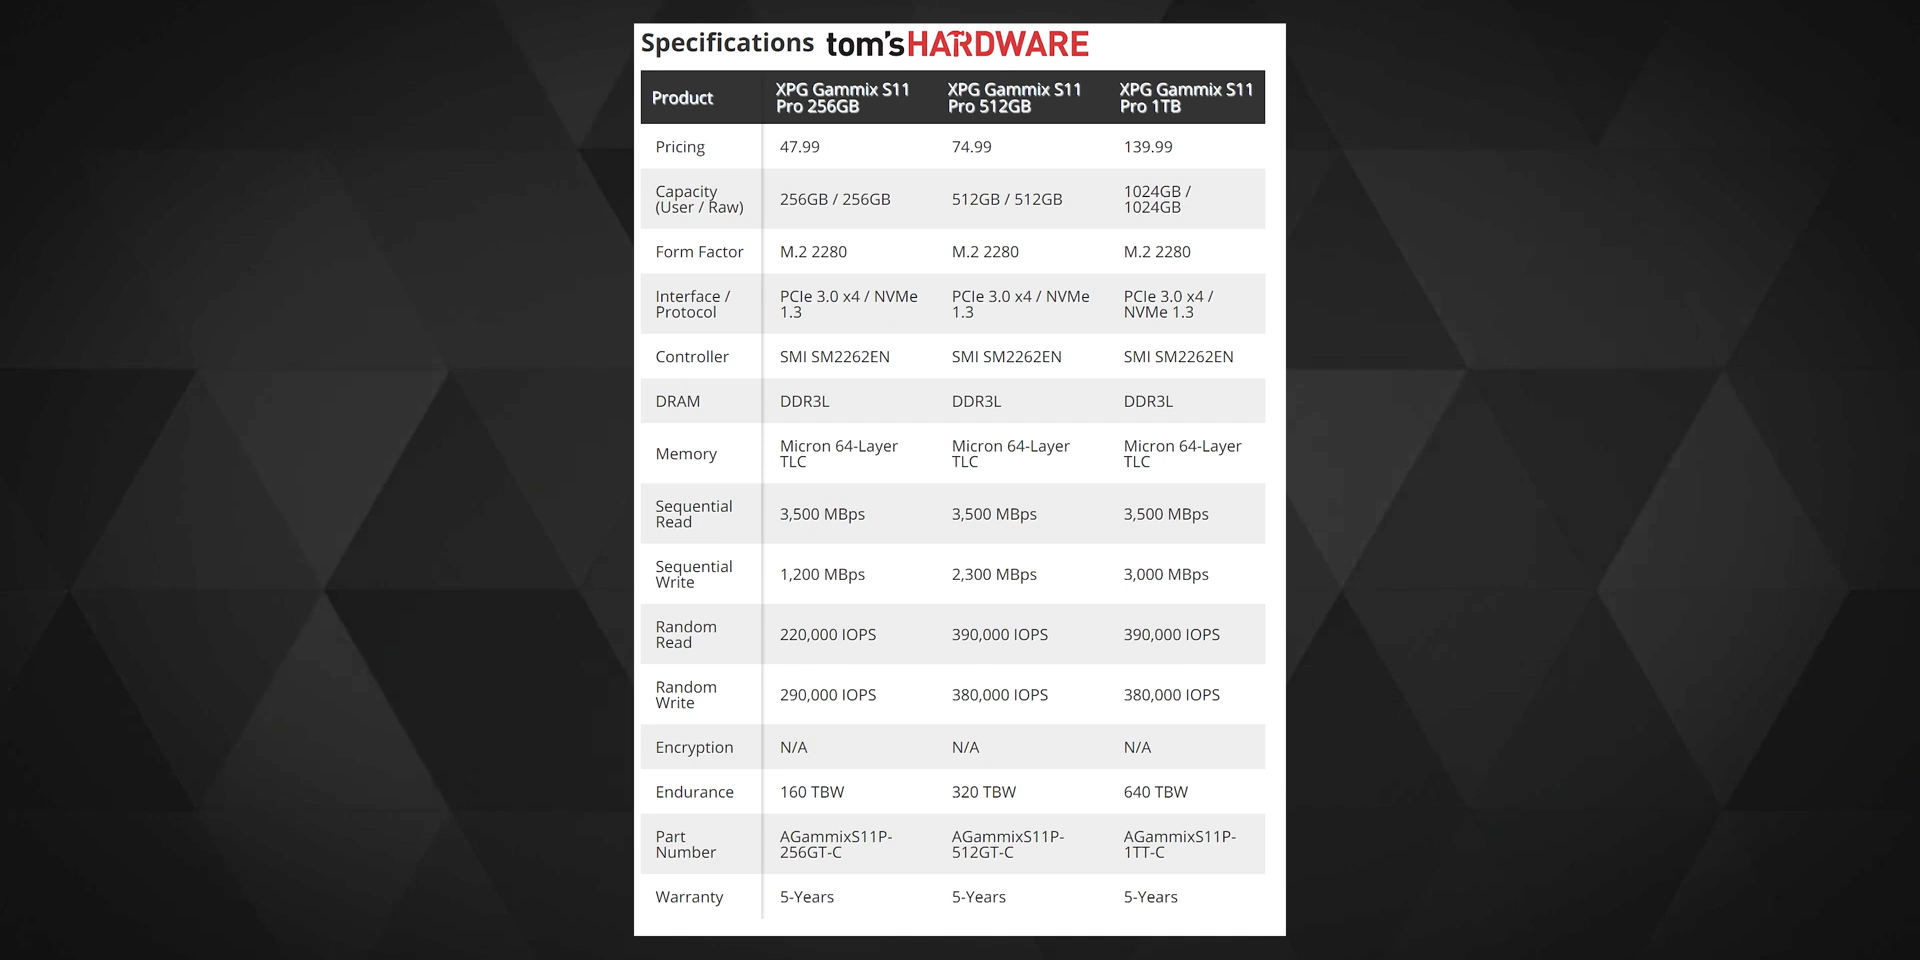 Specifications tom'sHARDWARE
Product XPG Gammix S11 Pro 256GB XPG Gammix S11 Pro 512GB XPG Gammix S11 Pro 1TB
Pricing 47.99 74.99 139.99
Capacity (User / Raw) 256GB / 256GB 512GB / 512GB 1024GB / 1024GB
Form Factor M.2 2280 M.2 2280 M.2 2280
Interface / Protocol PCIe 3.0 x4 / NVMe 1.3 PCIe 3.0 x4 / NVMe 1.3 PCIe 3.0 x4 / NVMe 1.3
Controller SMI SM2262EN SMI SM2262EN SMI SM2262EN
DRAM DDR3L DDR3L DDR3L
Memory Micron 64-Layer TLC Micron 64-Layer TLC Micron 64-Layer TLC
Sequential Read 3,500 MBps 3,500 MBps 3,500 MBps
Sequential Write 1,200 MBps 2,300 MBps 3,000 MBps
Random Read 220,000 IOPS 390,000 IOPS 390,000 IOPS
Random Write 290,000 IOPS 380,000 IOPS 380,000 IOPS
Encryption N/A N/A N/A
Endurance 160 TBW 320 TBW 640 TBW
Part Number AGammixS11P-256GT-C AGammixS11P-512GT-C AGammixS11P-1TT-C
Warranty 5-Years 5-Years 5-Years